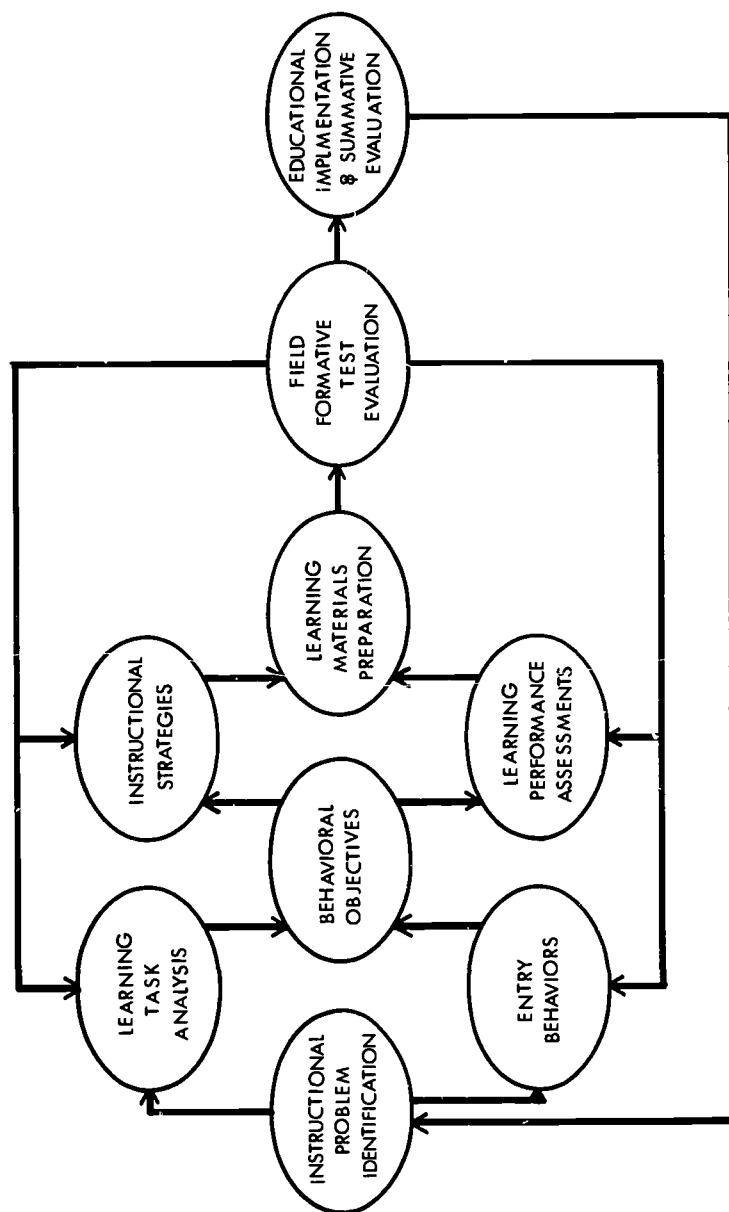 INSTRUCTIONAL
PROBLEM
IDENTIFICATION
LEARNING
TASK
ANALYSIS
ENTRY
BEHAVIORS
BEHAVIORAL
OBJECTIVES
INSTRUCTIONAL
STRATEGIES
LEARNING
PERFORMANCE
ASSESSMENTS
LEARNING
MATERIALS
PREPARATION
FIELD
FORMATIVE
TEST
EVALUATION
EDUCATIONAL
IMPLMENTATION
& SUMMATIVE
EVALUATION